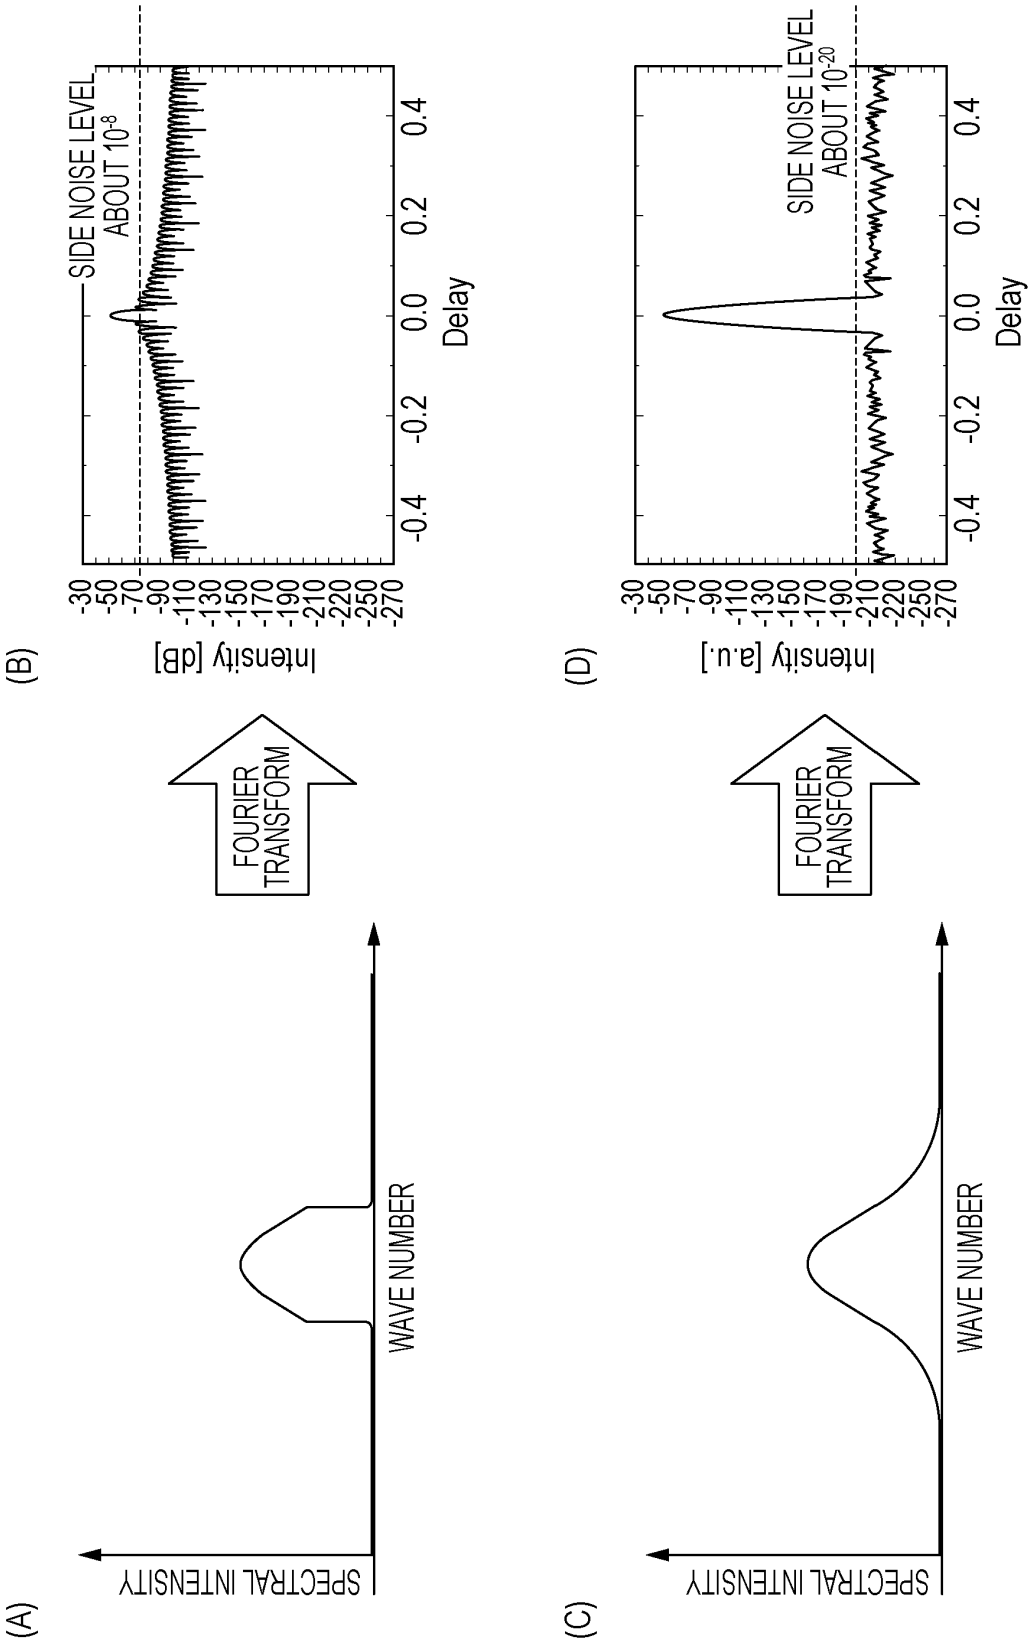 (A)
SPECTRAL INTENSITY
WAVE NUMBER
FOURIER
TRANSFORM
(B)
Intensity [dB]
-30
-50
-70
-90
-110
-130
-150
-170
-190
-210
-230
-250
-270
-0.4
-0.2
0.0
0.2
0.4
Delay
SIDE NOISE LEVEL
ABOUT 10⁻⁸
(C)
SPECTRAL INTENSITY
WAVE NUMBER
FOURIER
TRANSFORM
(D)
Intensity [a.u.]
-30
-50
-70
-90
-110
-130
-150
-170
-190
-210
-230
-250
-270
-0.4
-0.2
0.0
0.2
0.4
Delay
SIDE NOISE LEVEL
ABOUT 10⁻²⁰